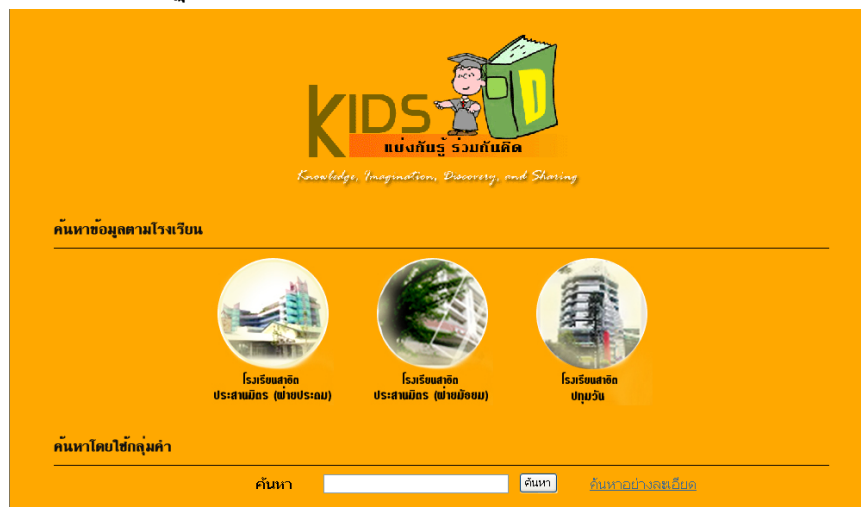 KIDS D
แบ่งกันรู้ ร่วมกันคิด
Knowledge, Imagination, Discovery, and Sharing
ค้นหาข้อมูลตามโรงเรียน
โรงเรียนสาธิต
ประสานมิตร (ฝ่ายประถม)
โรงเรียนสาธิต
ประสานมิตร (ฝ่ายมัธยม)
โรงเรียนสาธิต
ปทุมวัน
ค้นหาโดยใช้กลุ่มคำ
ค้นหา ค้นหา ค้นหาอย่างละเอียด